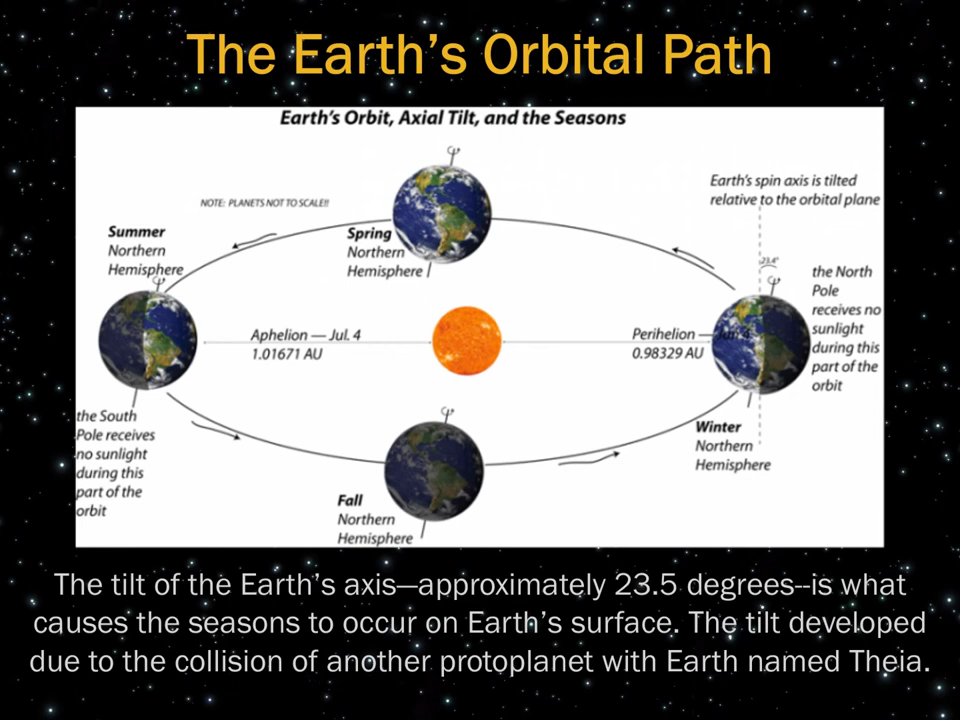 The Earth's Orbital Path
Earth's Orbit, Axial Tilt, and the Seasons
NOTE: PLANETS NOT TO SCALE!!
Earth's spin axis is tilted
relative to the orbital plane
Summer
Northern
Hemisphere
Spring
Northern
Hemisphere
23.4°
the North
Pole
receives no
sunlight
during this
part of the
orbit
Aphelion — Jul. 4
1.01671 AU
Perihelion — Jan. 4
0.98329 AU
the South
Pole receives
no sunlight
during this
part of the
orbit
Winter
Northern
Hemisphere
Fall
Northern
Hemisphere
The tilt of the Earth's axis—approximately 23.5 degrees--is what
causes the seasons to occur on Earth's surface. The tilt developed
due to the collision of another protoplanet with Earth named Theia.